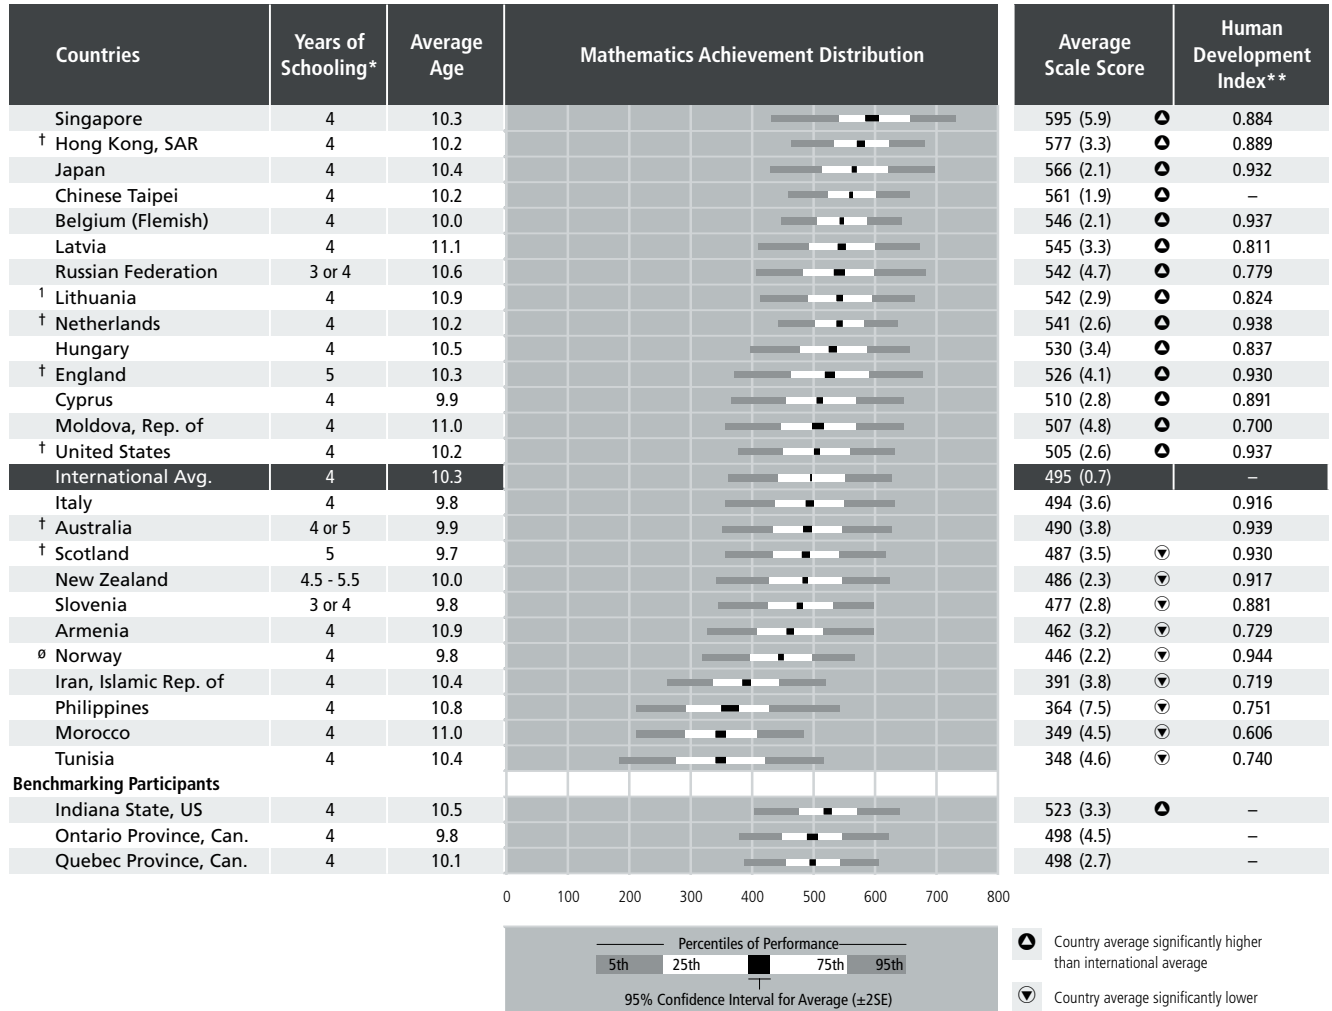 Countries Years of Schooling* Average Age Mathematics Achievement Distribution Average Scale Score Human Development Index**
Singapore 4 10.3 595 (5.9) 0.884
† Hong Kong, SAR 4 10.2 577 (3.3) 0.889
Japan 4 10.4 566 (2.1) 0.932
Chinese Taipei 4 10.2 561 (1.9) –
Belgium (Flemish) 4 10.0 546 (2.1) 0.937
Latvia 4 11.1 545 (3.3) 0.811
Russian Federation 3 or 4 10.6 542 (4.7) 0.779
¹ Lithuania 4 10.9 542 (2.9) 0.824
† Netherlands 4 10.2 541 (2.6) 0.938
Hungary 4 10.5 530 (3.4) 0.837
† England 5 10.3 526 (4.1) 0.930
Cyprus 4 9.9 510 (2.8) 0.891
Moldova, Rep. of 4 11.0 507 (4.8) 0.700
† United States 4 10.2 505 (2.6) 0.937
International Avg. 4 10.3 495 (0.7) –
Italy 4 9.8 494 (3.6) 0.916
† Australia 4 or 5 9.9 490 (3.8) 0.939
† Scotland 5 9.7 487 (3.5) 0.930
New Zealand 4.5 - 5.5 10.0 486 (2.3) 0.917
Slovenia 3 or 4 9.8 477 (2.8) 0.881
Armenia 4 10.9 462 (3.2) 0.729
ø Norway 4 9.8 446 (2.2) 0.944
Iran, Islamic Rep. of 4 10.4 391 (3.8) 0.719
Philippines 4 10.8 364 (7.5) 0.751
Morocco 4 11.0 349 (4.5) 0.606
Tunisia 4 10.4 348 (4.6) 0.740
Benchmarking Participants
Indiana State, US 4 10.5 523 (3.3) –
Ontario Province, Can. 4 9.8 498 (4.5) –
Quebec Province, Can. 4 10.1 498 (2.7) –
0 100 200 300 400 500 600 700 800
Percentiles of Performance
5th 25th 75th 95th
95% Confidence Interval for Average (±2SE)
Country average significantly higher
than international average
Country average significantly lower